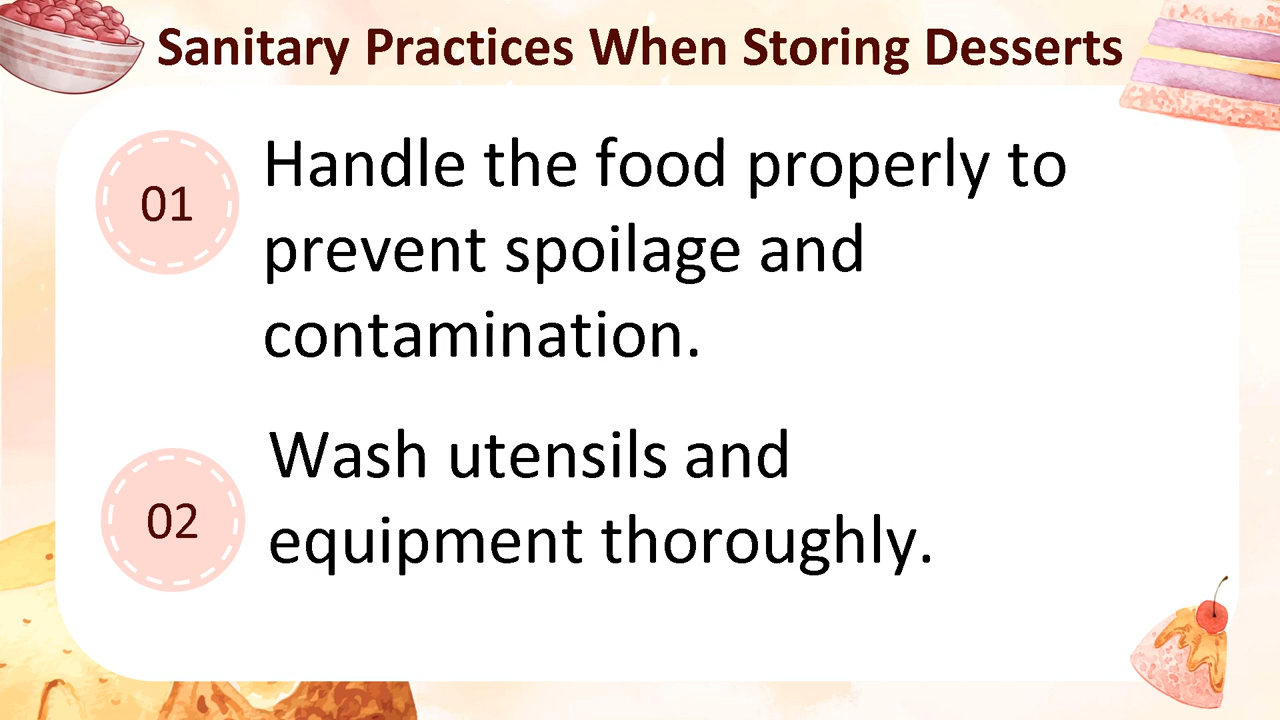 Sanitary Practices When Storing Desserts
01
Handle the food properly to
prevent spoilage and
contamination.
02
Wash utensils and
equipment thoroughly.